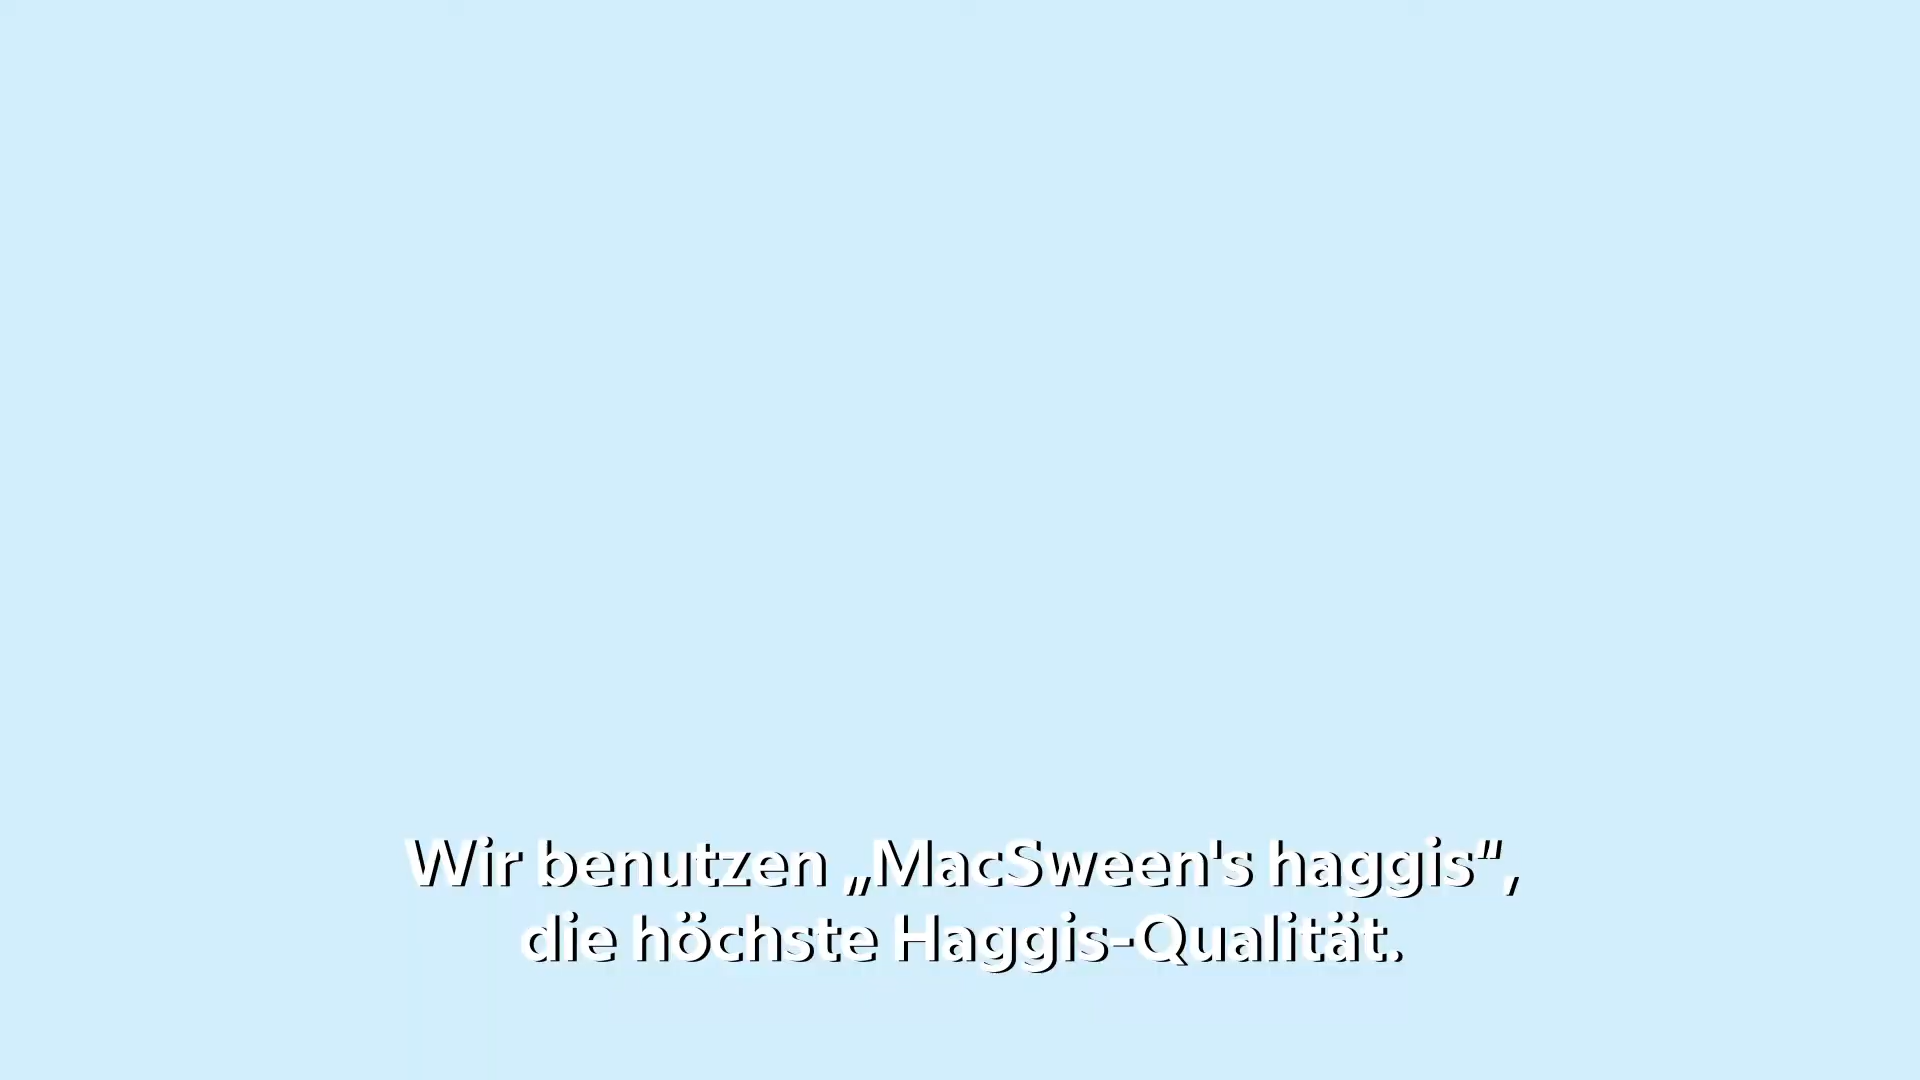 Wir benutzen „MacSween's haggis“,
die höchste Haggis-Qualität.